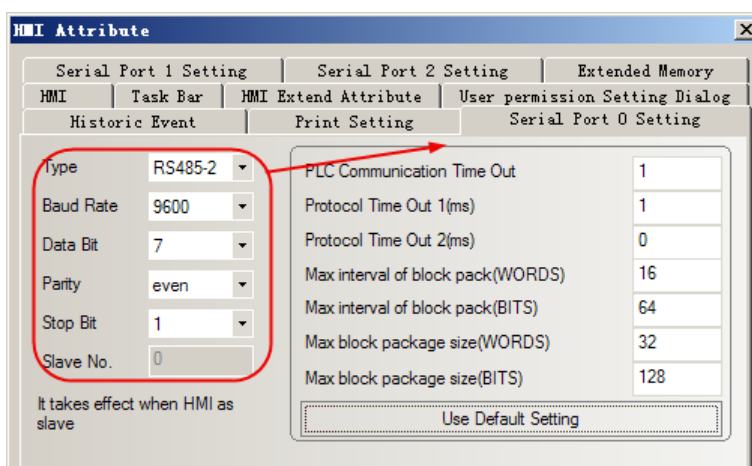 HMI Attribute
Serial Port 1 Setting
Serial Port 2 Setting
Extended Memory
HMI
Task Bar
HMI Extend Attribute
User permission Setting Dialog
Historic Event
Print Setting
Serial Port 0 Setting
Type
RS485-2
Baud Rate
9600
Data Bit
7
Parity
even
Stop Bit
1
Slave No.
0
It takes effect when HMI as
slave
PLC Communication Time Out
1
Protocol Time Out 1(ms)
1
Protocol Time Out 2(ms)
0
Max interval of block pack(WORDS)
16
Max interval of block pack(BITS)
64
Max block package size(WORDS)
32
Max block package size(BITS)
128
Use Default Setting